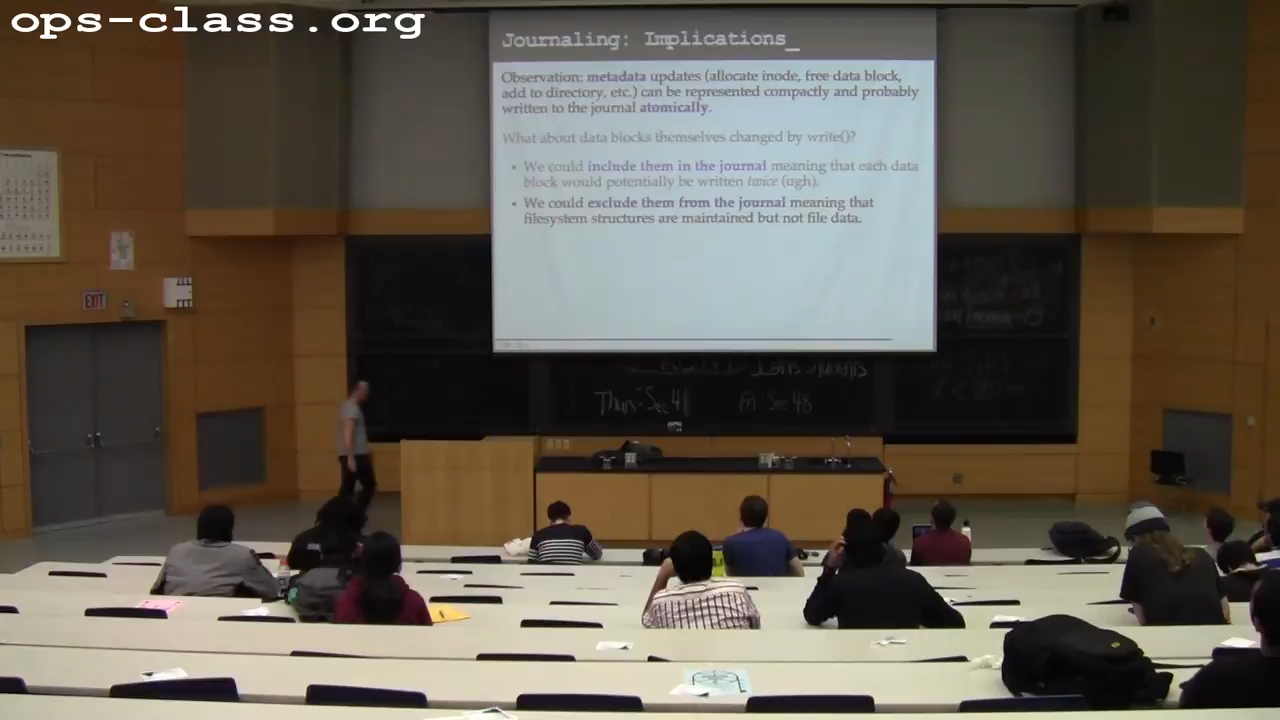 ops-class.org
Journaling: Implications_
Observation: metadata updates (allocate inode, free data block,
add to directory, etc.) can be represented compactly and probably
written to the journal atomically.
What about data blocks themselves changed by write()?
• We could include them in the journal meaning that each data
block would potentially be written twice (ugh).
• We could exclude them from the journal meaning that
filesystem structures are maintained but not file data.
EXIT
Thurs-Sec 41 Fri-Sec 48